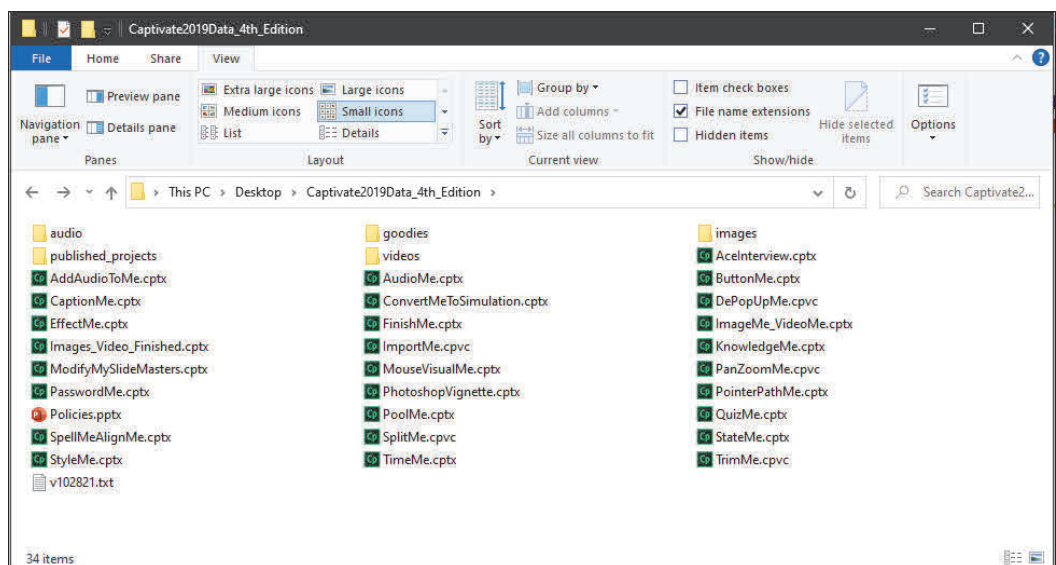 Captivate2019Data_4th_Edition
File Home Share View
Navigation pane
Preview pane
Details pane
Panes
Extra large icons Large icons
Medium icons Small icons
List Details
Layout
Sort by
Group by
Add columns
Size all columns to fit
Current view
Item check boxes
File name extensions
Hidden items
Hide selected items
Show/hide
Options
This PC > Desktop > Captivate2019Data_4th_Edition >
Search Captivate2...
audio goodies images
published_projects videos AceInterview.cptx
AddAudioToMe.cptx AudioMe.cptx ButtonMe.cptx
CaptionMe.cptx ConvertMeToSimulation.cptx DePopUpMe.cpvc
EffectMe.cptx FinishMe.cptx ImageMe_VideoMe.cptx
Images_Video_Finished.cptx ImportMe.cpvc KnowledgeMe.cptx
ModifyMySlideMasters.cptx MouseVisualMe.cptx PanZoomMe.cpvc
PasswordMe.cptx PhotoshopVignette.cptx PointerPathMe.cptx
Policies.pptx PoolMe.cptx QuizMe.cptx
SpellMeAlignMe.cptx SplitMe.cpvc StateMe.cptx
StyleMe.cptx TimeMe.cptx TrimMe.cpvc
v102821.txt
34 items